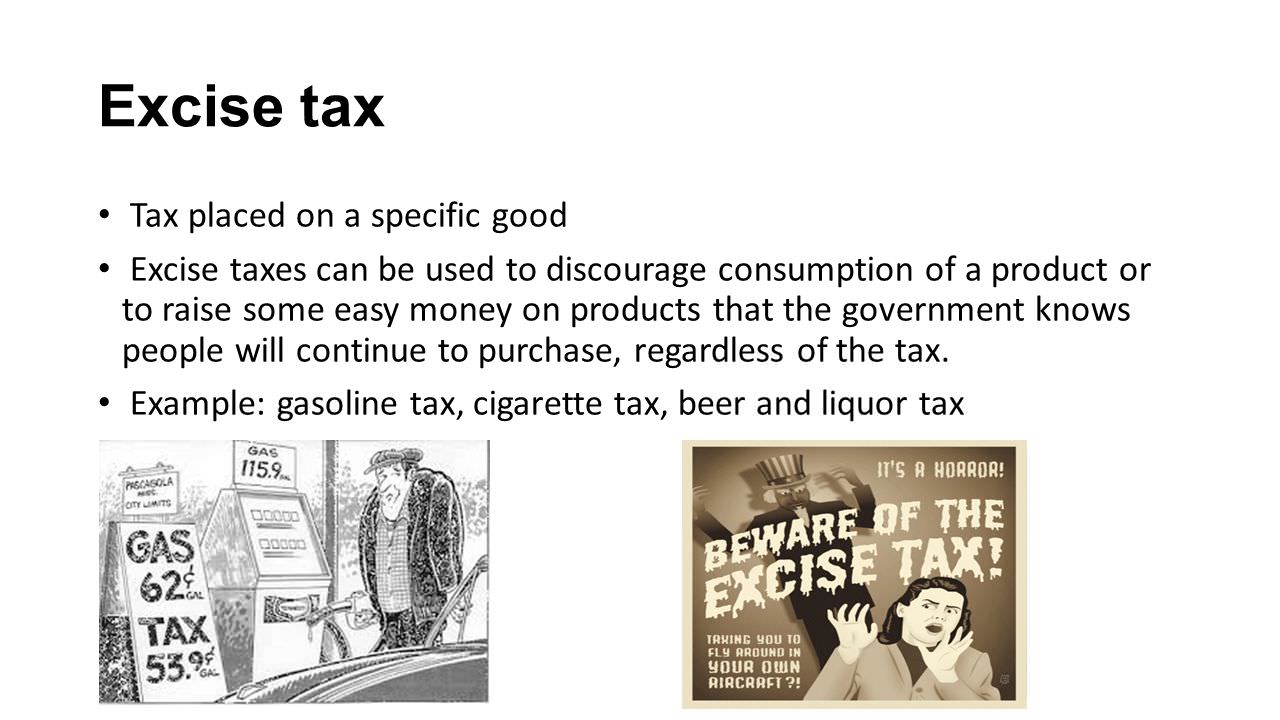 Excise tax
• Tax placed on a specific good
• Excise taxes can be used to discourage consumption of a product or
to raise some easy money on products that the government knows
people will continue to purchase, regardless of the tax.
• Example: gasoline tax, cigarette tax, beer and liquor tax
GAS
115.9 GAL
PASCAGOULA
CITY LIMITS
GAS
62¢
GAL
TAX
53.9¢
GAL
IT'S A HORROR!
BEWARE OF THE
EXCISE TAX!
TAKING YOU TO
FLY AROUND IN
YOUR OWN
AIRCRAFT?!